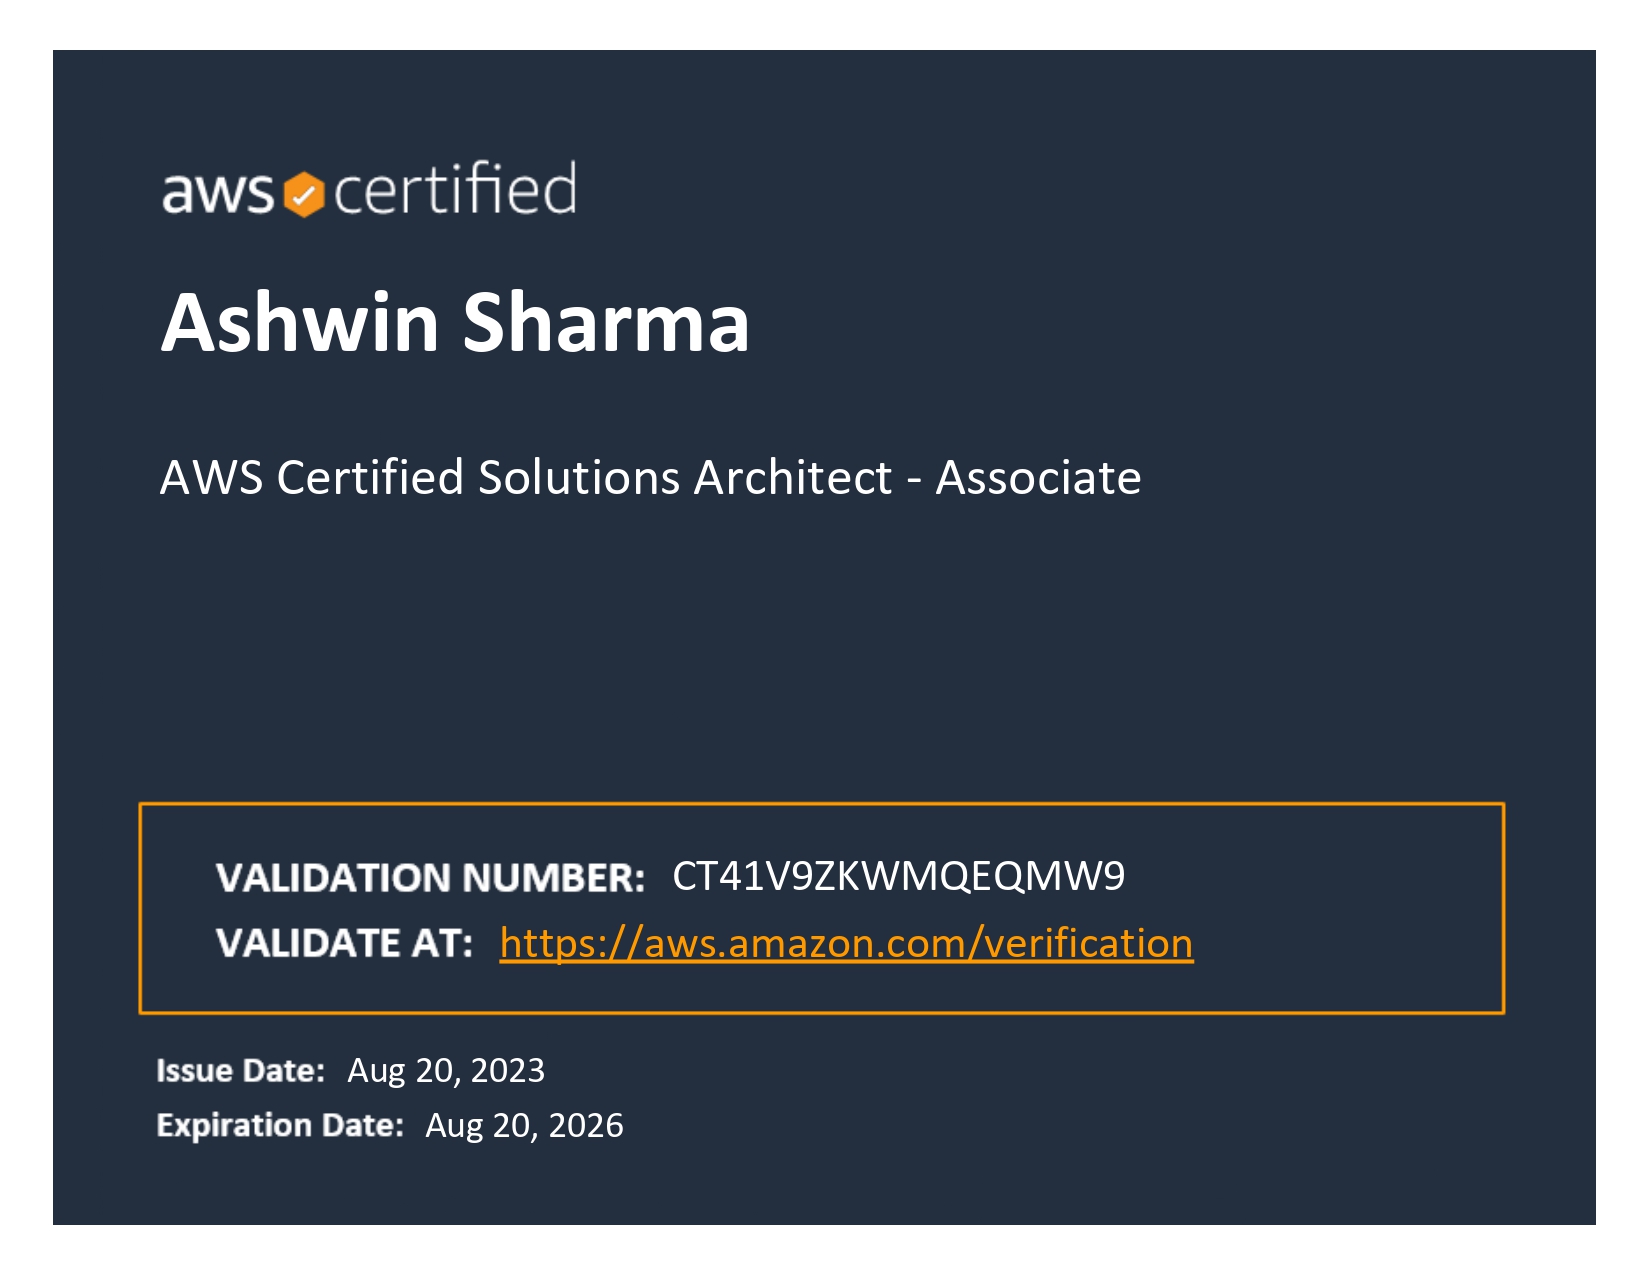 aws certified
Ashwin Sharma
AWS Certified Solutions Architect - Associate
VALIDATION NUMBER: CT41V9ZKWMQEQMW9
VALIDATE AT: https://aws.amazon.com/verification
Issue Date: Aug 20, 2023
Expiration Date: Aug 20, 2026